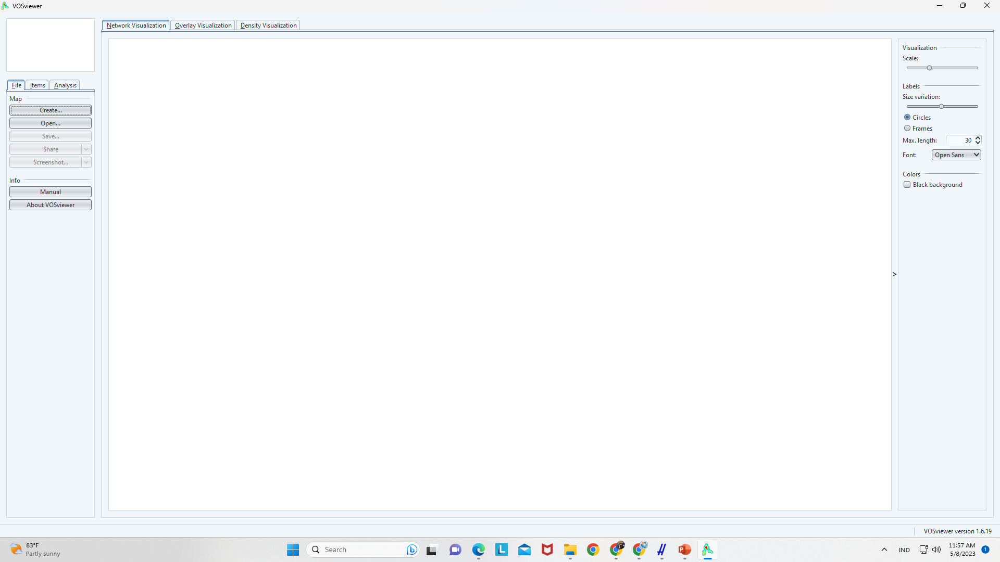 VOSviewer
Network Visualization
Overlay Visualization
Density Visualization
File
Items
Analysis
Map
Create...
Open...
Save...
Share
Screenshot...
Info
Manual
About VOSviewer
Visualization
Scale:
Labels
Size variation:
Circles
Frames
Max. length: 30
Font: Open Sans
Colors
Black background
>
VOSviewer version 1.6.19
83°F
Partly sunny
Search
IND
11:57 AM
5/8/2023
1